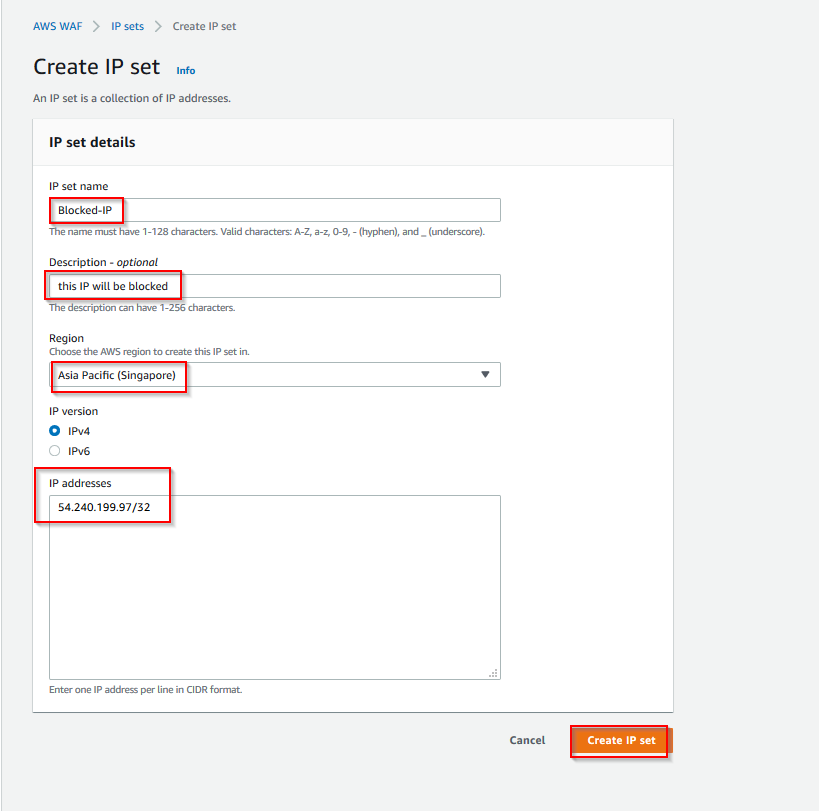 AWS WAF > IP sets > Create IP set
Create IP set Info
An IP set is a collection of IP addresses.
IP set details
IP set name
Blocked-IP
The name must have 1-128 characters. Valid characters: A-Z, a-z, 0-9, - (hyphen), and _ (underscore).
Description - optional
this IP will be blocked
The description can have 1-256 characters.
Region
Choose the AWS region to create this IP set in.
Asia Pacific (Singapore)
IP version
IPv4
IPv6
IP addresses
54.240.199.97/32
Enter one IP address per line in CIDR format.
Cancel Create IP set